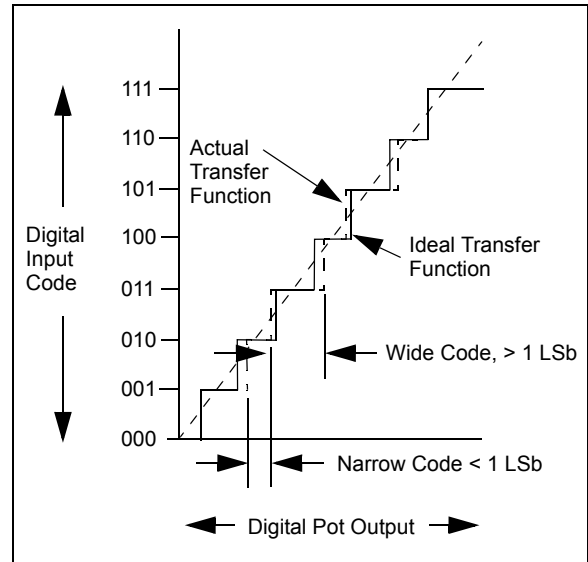 111
110
Actual
Transfer
Function
101
Digital
Input
Code
100
Ideal Transfer
Function
011
010
Wide Code, > 1 LSb
001
000
Narrow Code < 1 LSb
Digital Pot Output